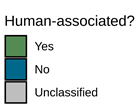 Human-associated?
Yes
No
Unclassified